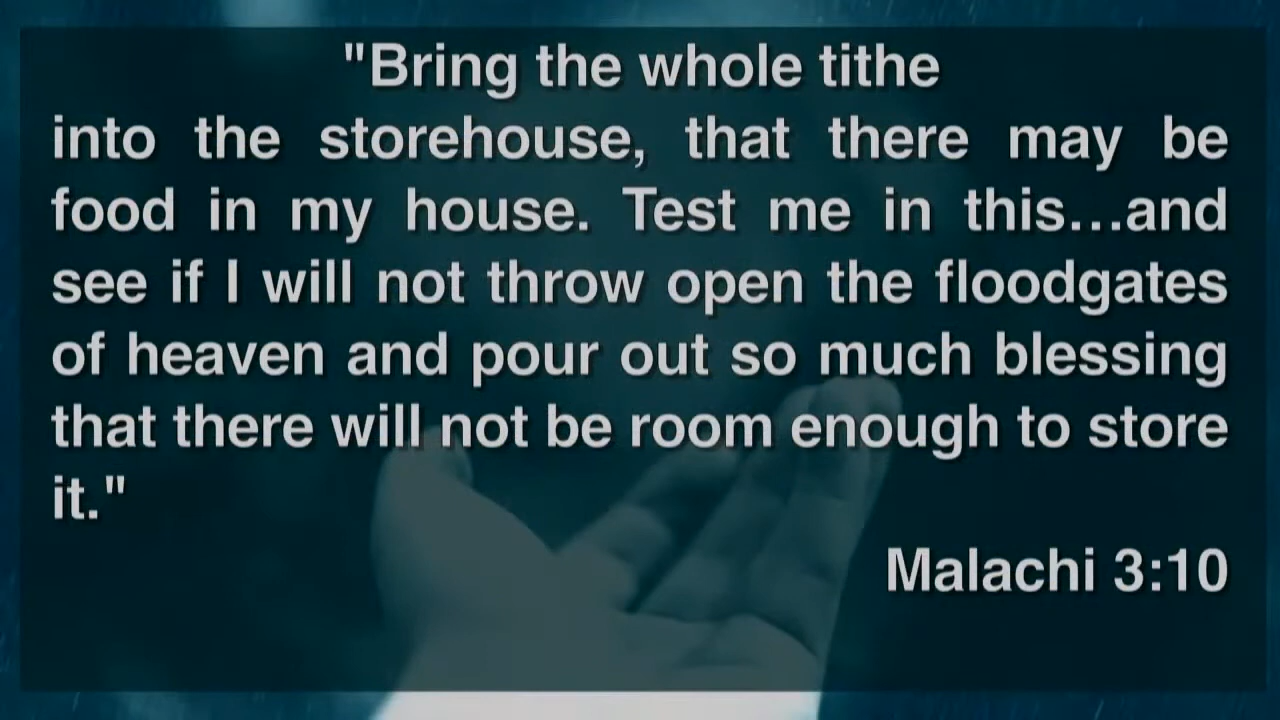 "Bring the whole tithe
into the storehouse, that there may be
food in my house. Test me in this...and
see if I will not throw open the floodgates
of heaven and pour out so much blessing
that there will not be room enough to store
it."
Malachi 3:10